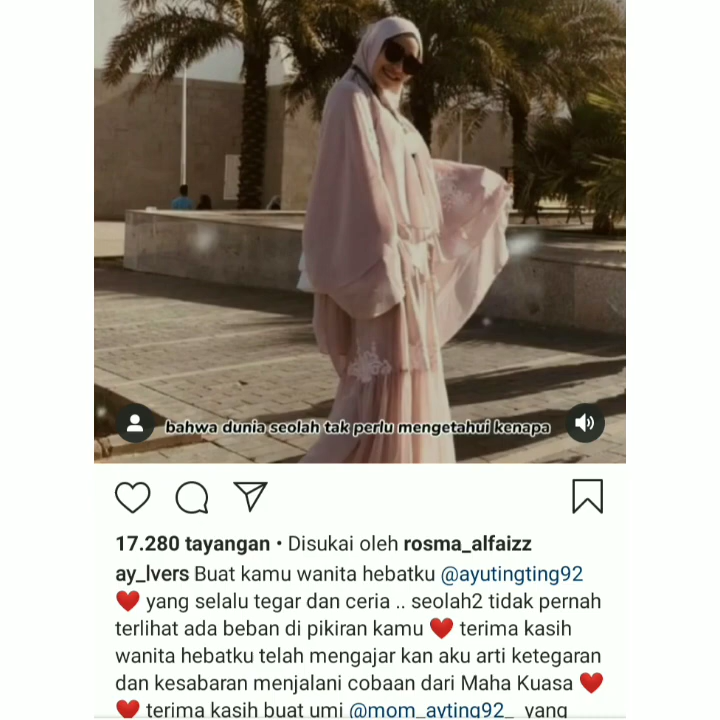 bahwa dunia seolah tak perlu mengetahui kenapa
17.280 tayangan • Disukai oleh rosma_alfaizz
ay_lvers Buat kamu wanita hebatku @ayutingting92
❤️ yang selalu tegar dan ceria .. seolah2 tidak pernah
terlihat ada beban di pikiran kamu ❤️ terima kasih
wanita hebatku telah mengajar kan aku arti ketegaran
dan kesabaran menjalani cobaan dari Maha Kuasa ❤️
❤️ terima kasih buat umi @mom_ayting92_ yang